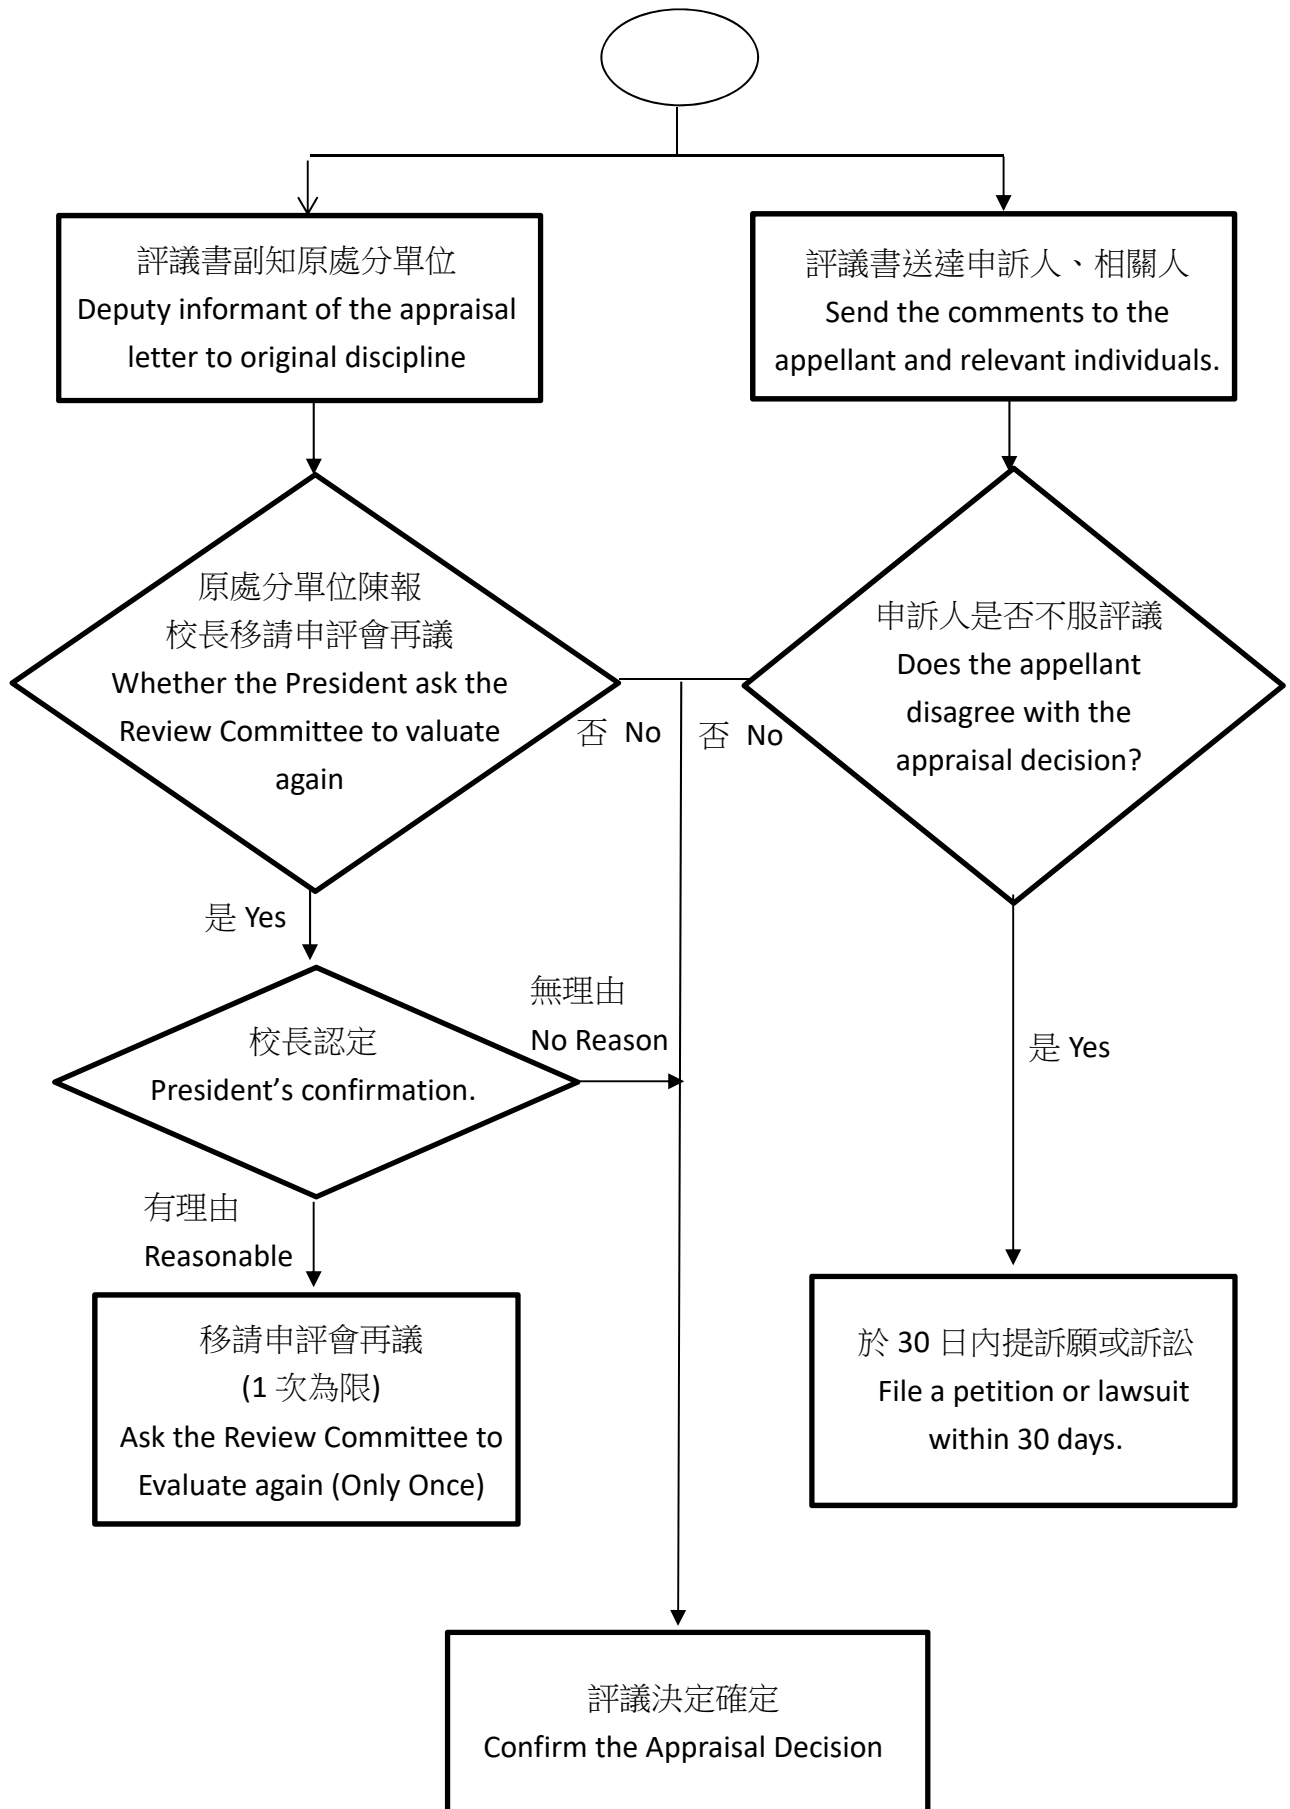 評議書副知原處分單位
Deputy informant of the appraisal
letter to original discipline
評議書送達申訴人、相關人
Send the comments to the
appellant and relevant individuals.
原處分單位陳報
校長移請申評會再議
Whether the President ask the
Review Committee to valuate
again
否 No
否 No
申訴人是否不服評議
Does the appellant
disagree with the
appraisal decision?
是 Yes
校長認定
President’s confirmation.
無理由
No Reason
是 Yes
有理由
Reasonable
移請申評會再議
(1 次為限)
Ask the Review Committee to
Evaluate again (Only Once)
於 30 日內提訴願或訴訟
File a petition or lawsuit
within 30 days.
評議決定確定
Confirm the Appraisal Decision